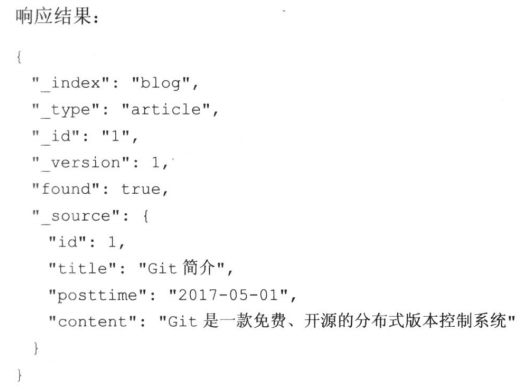 响应结果：
{
"_index": "blog",
"_type": "article",
"_id": "1",
"_version": 1,
"found": true,
"_source": {
"id": 1,
"title": "Git 简介",
"posttime": "2017-05-01",
"content": "Git 是一款免费、开源的分布式版本控制系统"
}
}